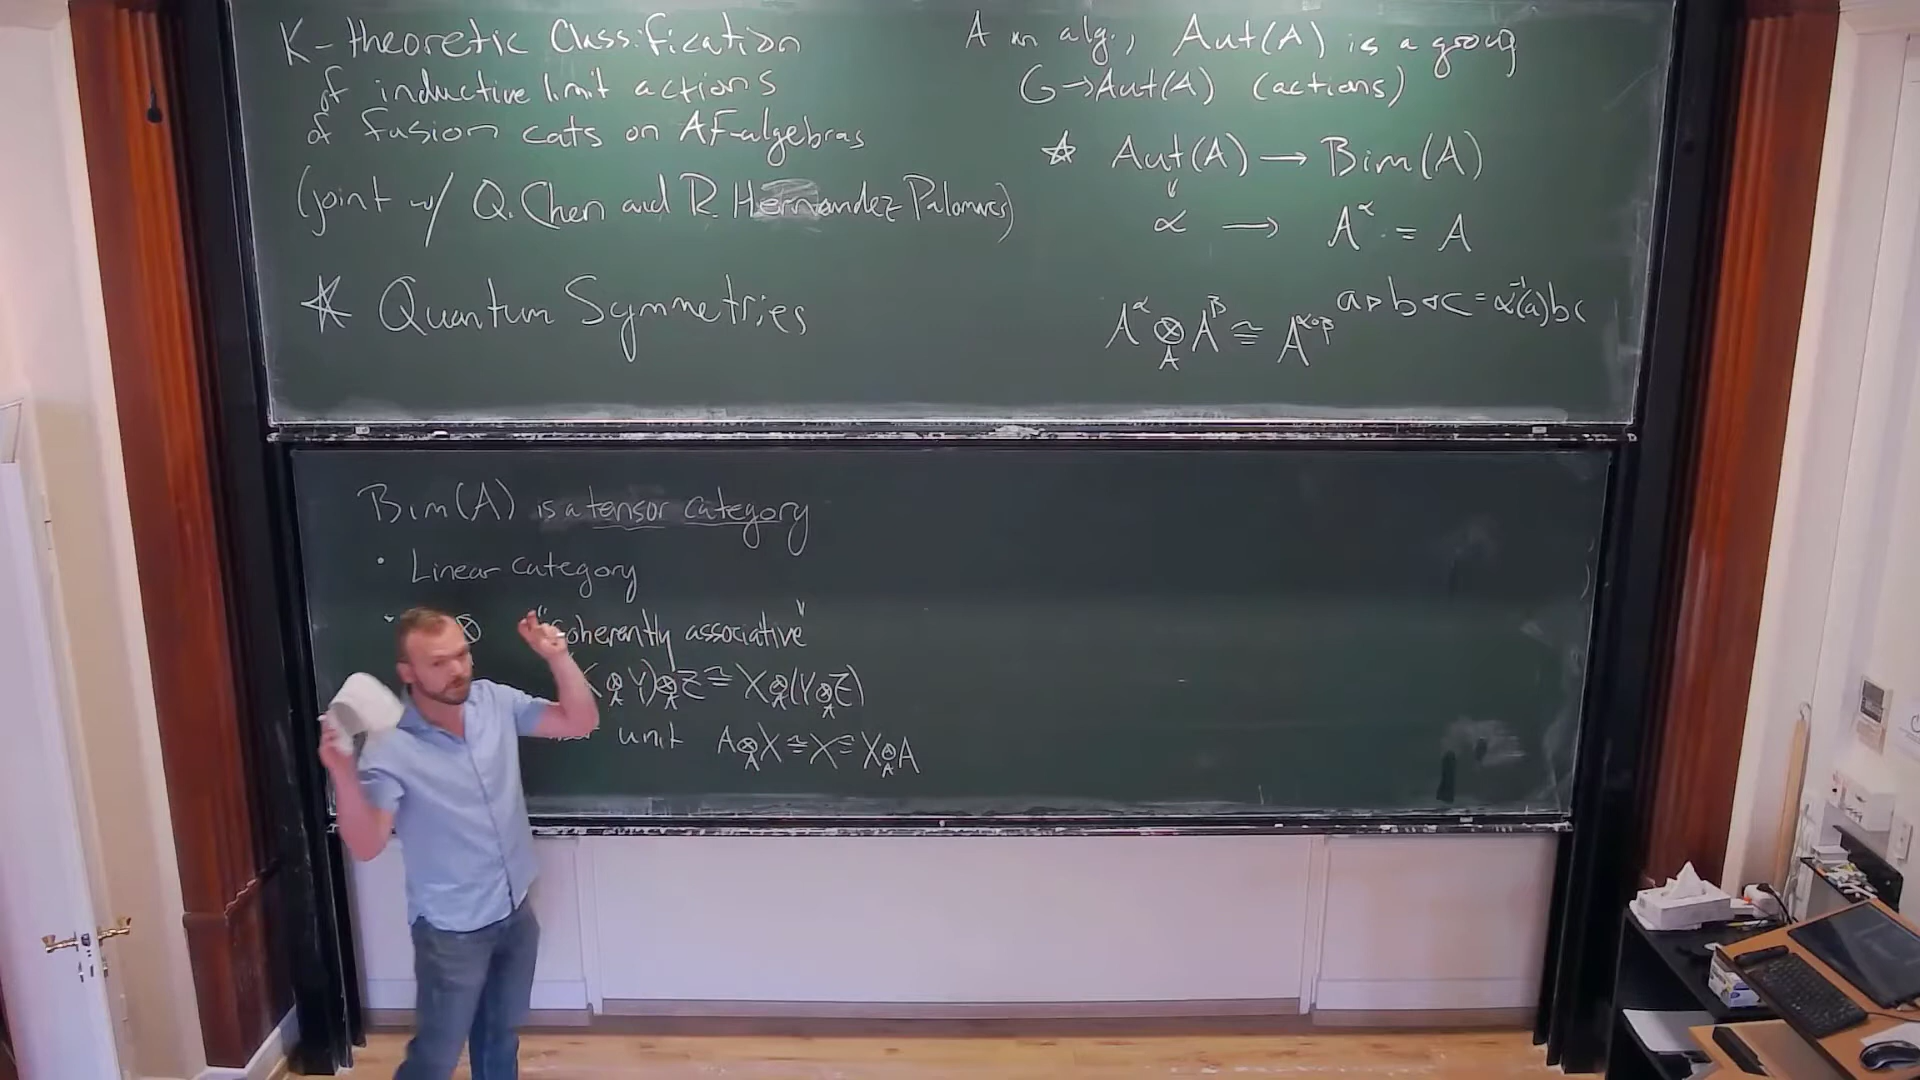 K-theoretic Classification
of inductive limit actions
of fusion cats on AF-algebras
(joint w/ Q. Chen and R. Hernandez Palomares)
☆ Quantum Symmetries
A an alg., Aut(A) is a group
G→Aut(A) (actions)
☆ Aut(A) → Bim(A)
α → A^α = A
a▹b◃c = α⁻¹(a)bc
A^α ⊗_A A^β ≅ A^{α∘β}
Bim(A) is a tensor category
• Linear category
• ⊗ "Coherently associative"
X ⊗_A Y) ⊗_A Z ≅ X ⊗_A (Y ⊗_A Z)
unit A ⊗_A X ≅ X ≅ X ⊗_A A